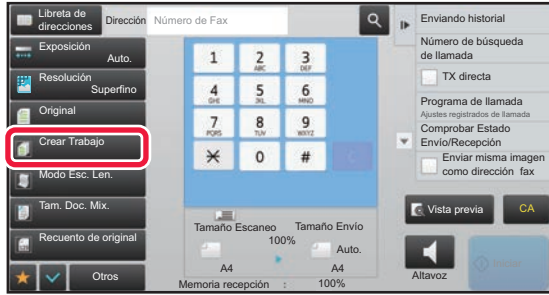 Libreta de
direcciones
Dirección
Número de Fax
Exposición
Auto.
Resolución
Superfino
Original
Crear Trabajo
Modo Esc. Len.
Tam. Doc. Mix.
Recuento de original
Otros
1
2
ABC
3
DEF
4
GHI
5
JKL
6
MNO
7
PQRS
8
TUV
9
WXYZ
0
#
C
Tamaño Escaneo
Tamaño Envío
100%
Auto.
A4
A4
Memoria recepción : 100%
Enviando historial
Número de búsqueda
de llamada
TX directa
Programa de llamada
Ajustes registrados de llamada
Comprobar Estado
Envío/Recepción
Enviar misma imagen
como dirección fax
Vista previa
CA
Altavoz